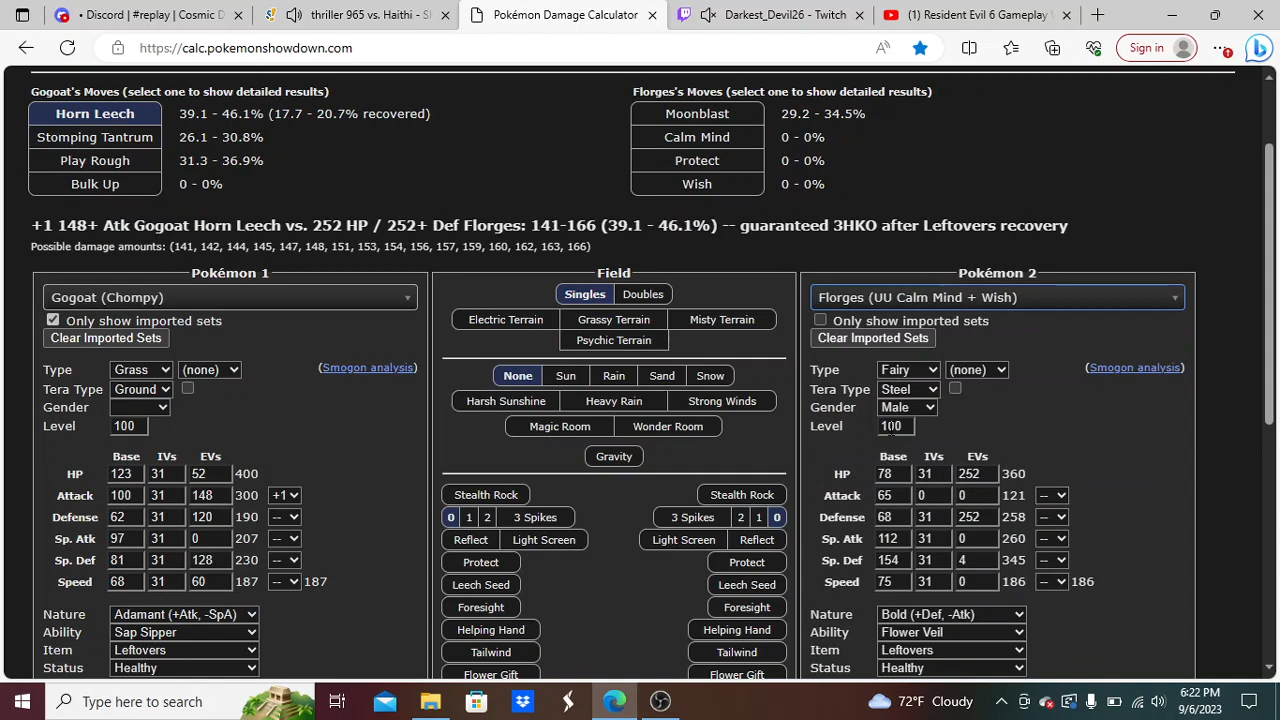 Discord | #replay | Cosmic D
thriller 965 vs. Haithi - Sh
Pokémon Damage Calculator
Darkest_Devil26 - Twitch
(1) Resident Evil 6 Gameplay
https://calc.pokemonshowdown.com
Sign in
Gogoat's Moves (select one to show detailed results)
Florges's Moves (select one to show detailed results)
Horn Leech 39.1 - 46.1% (17.7 - 20.7% recovered)
Moonblast 29.2 - 34.5%
Stomping Tantrum 26.1 - 30.8%
Calm Mind 0 - 0%
Play Rough 31.3 - 36.9%
Protect 0 - 0%
Bulk Up 0 - 0%
Wish 0 - 0%
+1 148+ Atk Gogoat Horn Leech vs. 252 HP / 252+ Def Florges: 141-166 (39.1 - 46.1%) -- guaranteed 3HKO after Leftovers recovery
Possible damage amounts: (141, 142, 144, 145, 147, 148, 151, 153, 154, 156, 157, 159, 160, 162, 163, 166)
Pokémon 1
Gogoat (Chompy)
Only show imported sets
Clear Imported Sets
Type Grass (none) (Smogon analysis)
Tera Type Ground
Gender
Level 100
Base IVs EVs
HP 123 31 52 400
Attack 100 31 148 300 +1
Defense 62 31 120 190 --
Sp. Atk 97 31 0 207 --
Sp. Def 81 31 128 230 --
Speed 68 31 60 187 -- 187
Nature Adamant (+Atk, -SpA)
Ability Sap Sipper
Item Leftovers
Status Healthy
Field
Singles Doubles
Electric Terrain Grassy Terrain Misty Terrain
Psychic Terrain
None Sun Rain Sand Snow
Harsh Sunshine Heavy Rain Strong Winds
Magic Room Wonder Room
Gravity
Stealth Rock Stealth Rock
0 1 2 3 Spikes 3 Spikes 2 1 0
Reflect Light Screen Light Screen Reflect
Protect Protect
Leech Seed Leech Seed
Foresight Foresight
Helping Hand Helping Hand
Tailwind Tailwind
Flower Gift Flower Gift
Pokémon 2
Florges (UU Calm Mind + Wish)
Only show imported sets
Clear Imported Sets
Type Fairy (none) (Smogon analysis)
Tera Type Steel
Gender Male
Level 100
Base IVs EVs
HP 78 31 252 360
Attack 65 0 0 121 --
Defense 68 31 252 258 --
Sp. Atk 112 31 0 260 --
Sp. Def 154 31 4 345 --
Speed 75 31 0 186 -- 186
Nature Bold (+Def, -Atk)
Ability Flower Veil
Item Leftovers
Status Healthy
Type here to search
72°F Cloudy
6:22 PM
9/6/2023